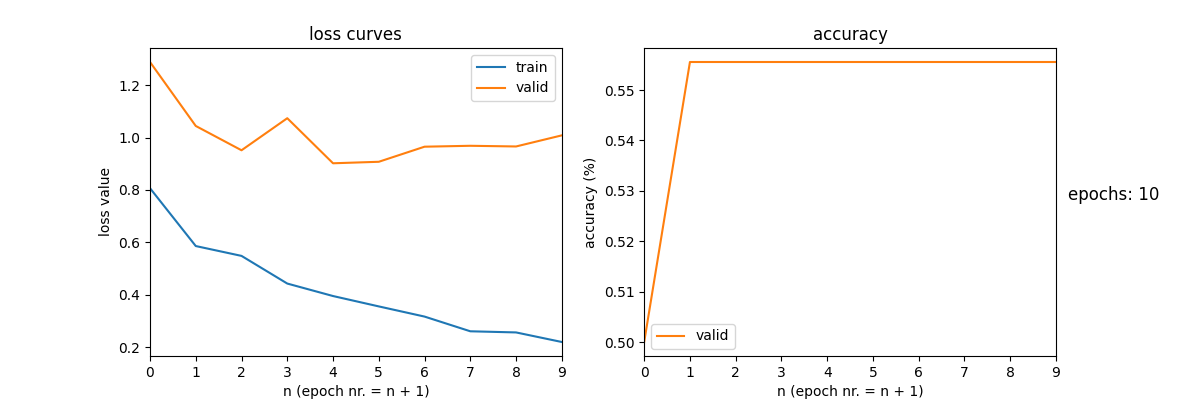 loss curves
train
valid
1.2
1.0
0.8
0.6
0.4
0.2
loss value
0 1 2 3 4 5 6 7 8 9
n (epoch nr. = n + 1)
accuracy
0.55
0.54
0.53
0.52
0.51
0.50
accuracy (%)
valid
0 1 2 3 4 5 6 7 8 9
n (epoch nr. = n + 1)
epochs: 10